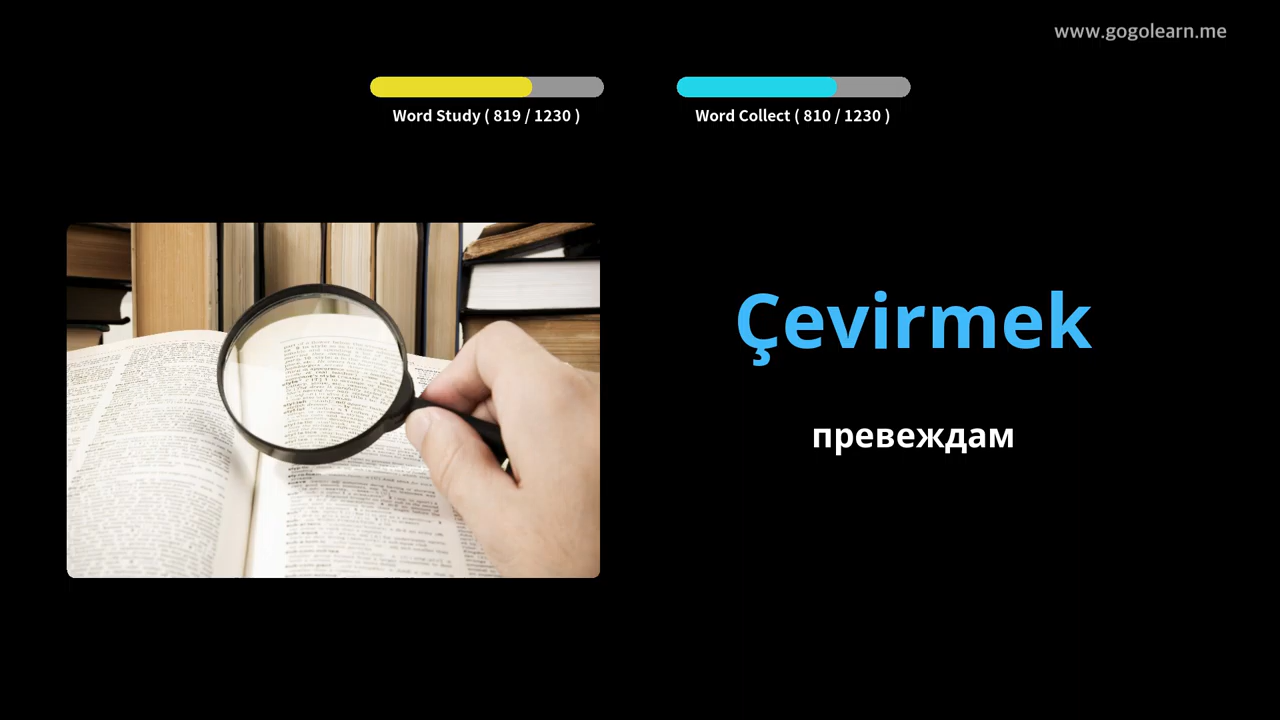 www.gogolearn.me
Word Study ( 819 / 1230 )
Word Collect ( 810 / 1230 )
Çevirmek
превеждам